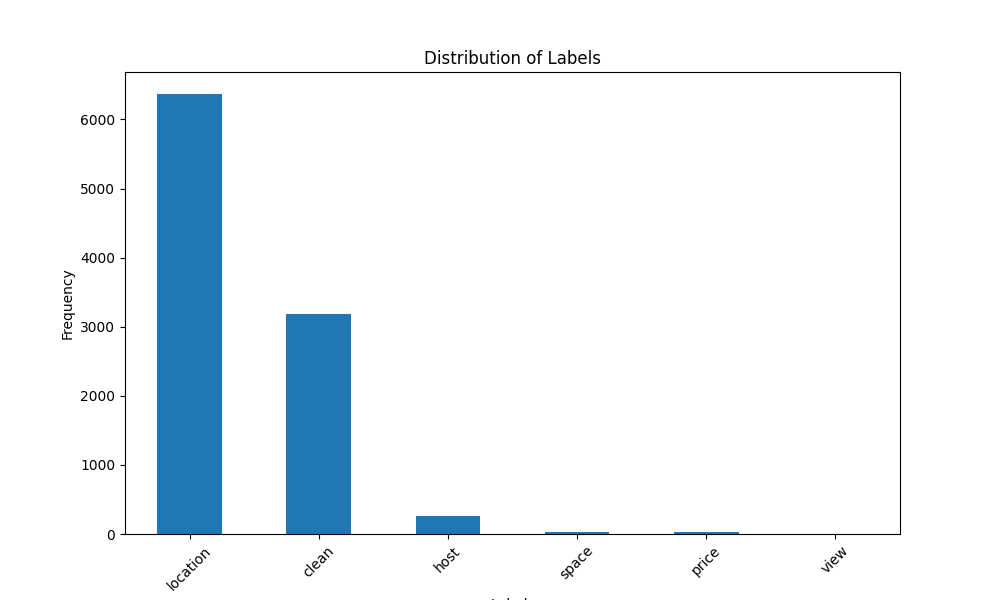 Distribution of Labels
Frequency
6000
5000
4000
3000
2000
1000
0
location
clean
host
space
price
view